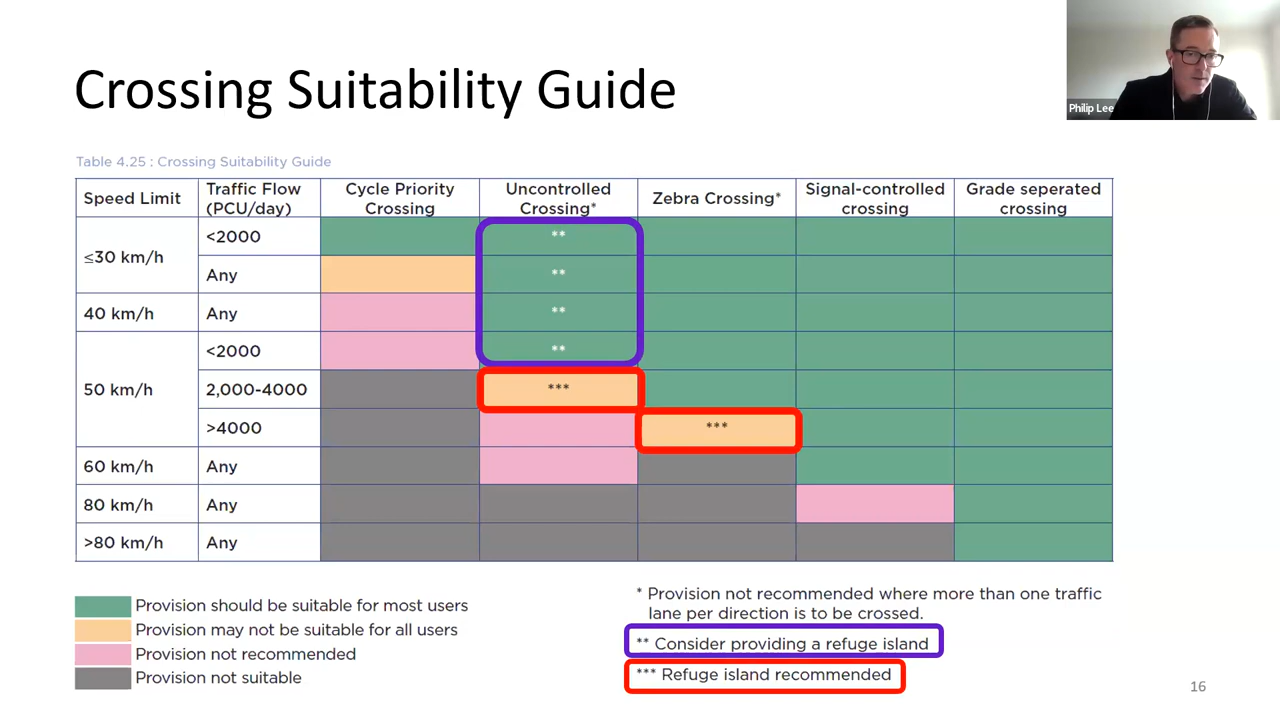 Crossing Suitability Guide
Philip Lee
Table 4.25 : Crossing Suitability Guide
Speed Limit
Traffic Flow
(PCU/day)
Cycle Priority
Crossing
Uncontrolled
Crossing*
Zebra Crossing*
Signal-controlled
crossing
Grade seperated
crossing
≤30 km/h
<2000
**
Any
**
40 km/h
Any
**
50 km/h
<2000
**
2,000-4000
***
>4000
***
60 km/h
Any
80 km/h
Any
>80 km/h
Any
Provision should be suitable for most users
Provision may not be suitable for all users
Provision not recommended
Provision not suitable
* Provision not recommended where more than one traffic
lane per direction is to be crossed.
** Consider providing a refuge island
*** Refuge island recommended
16